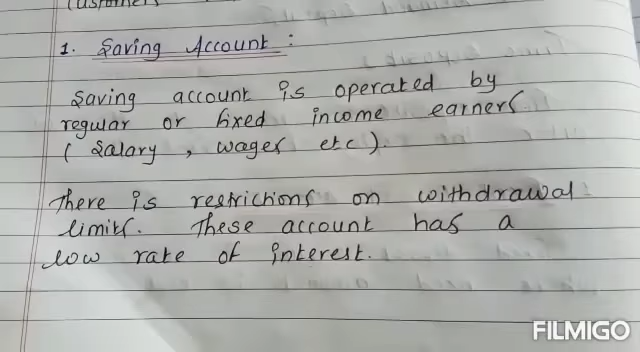 Customers
1. Saving Account :
Saving account is operated by
regular or fixed income earners
( Salary , wages etc ).
There is restrictions on withdrawal
limits. These account has a
low rate of interest.
FILMIGO